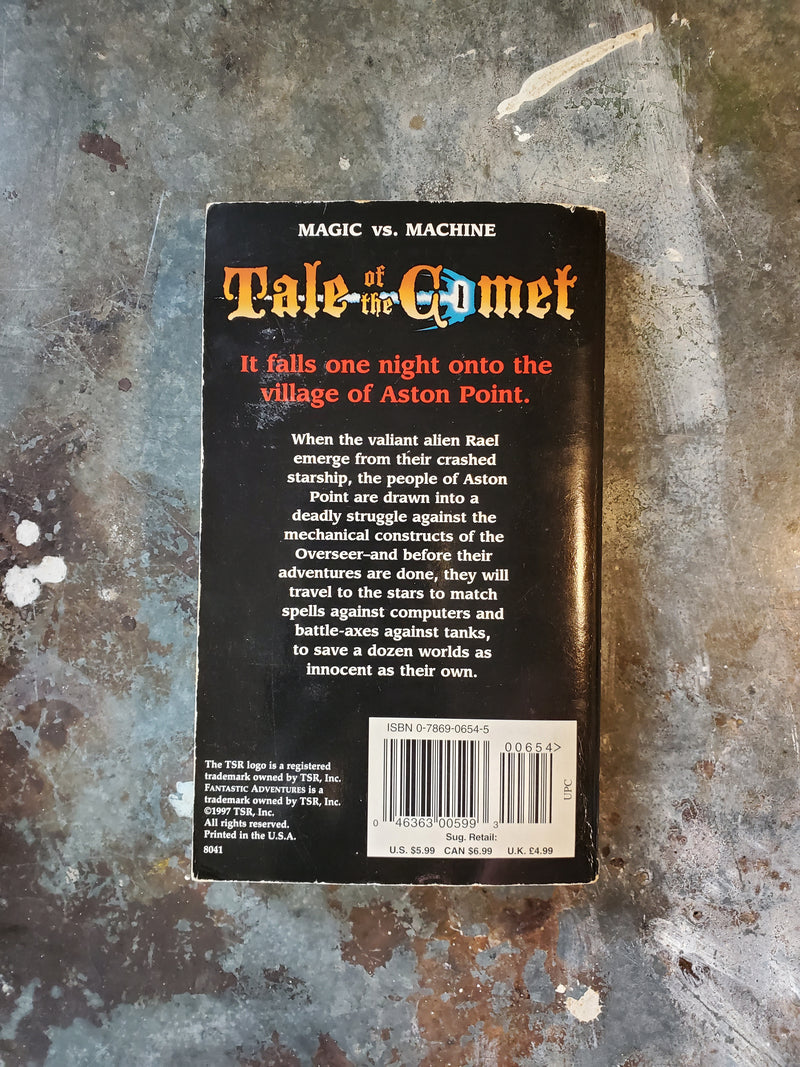 MAGIC vs. MACHINE
Tale of the Comet
It falls one night onto the
village of Aston Point.
When the valiant alien Rael
emerge from their crashed
starship, the people of Aston
Point are drawn into a
deadly struggle against the
mechanical constructs of the
Overseer–and before their
adventures are done, they will
travel to the stars to match
spells against computers and
battle-axes against tanks,
to save a dozen worlds as
innocent as their own.
The TSR logo is a registered
trademark owned by TSR, Inc.
FANTASTIC ADVENTURES is a
trademark owned by TSR, Inc.
©1997 TSR, Inc.
All rights reserved.
Printed in the U.S.A.
8041
ISBN 0-7869-0654-5
00654>
0 46363 00599 3
UPC
Sug. Retail:
U.S. $5.99 CAN $6.99 U.K. £4.99